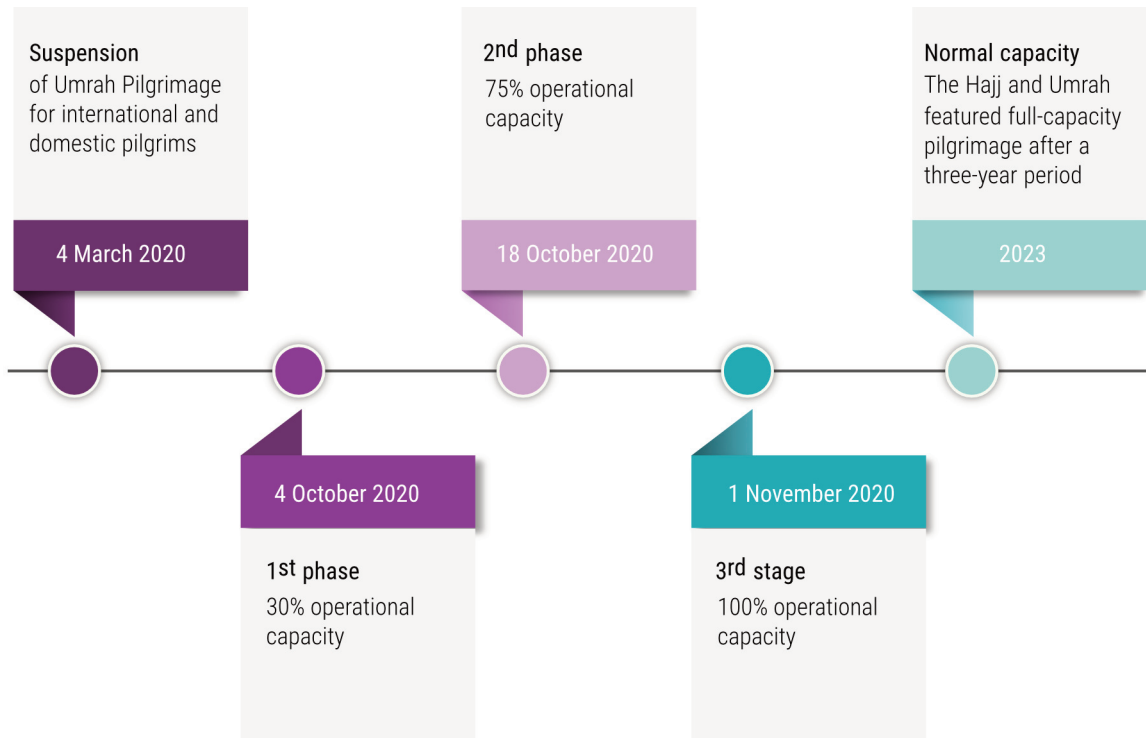 Suspension
of Umrah Pilgrimage
for international and
domestic pilgrims
4 March 2020
4 October 2020
1st phase
30% operational
capacity
2nd phase
75% operational
capacity
18 October 2020
1 November 2020
3rd stage
100% operational
capacity
Normal capacity
The Hajj and Umrah
featured full-capacity
pilgrimage after a
three-year period
2023